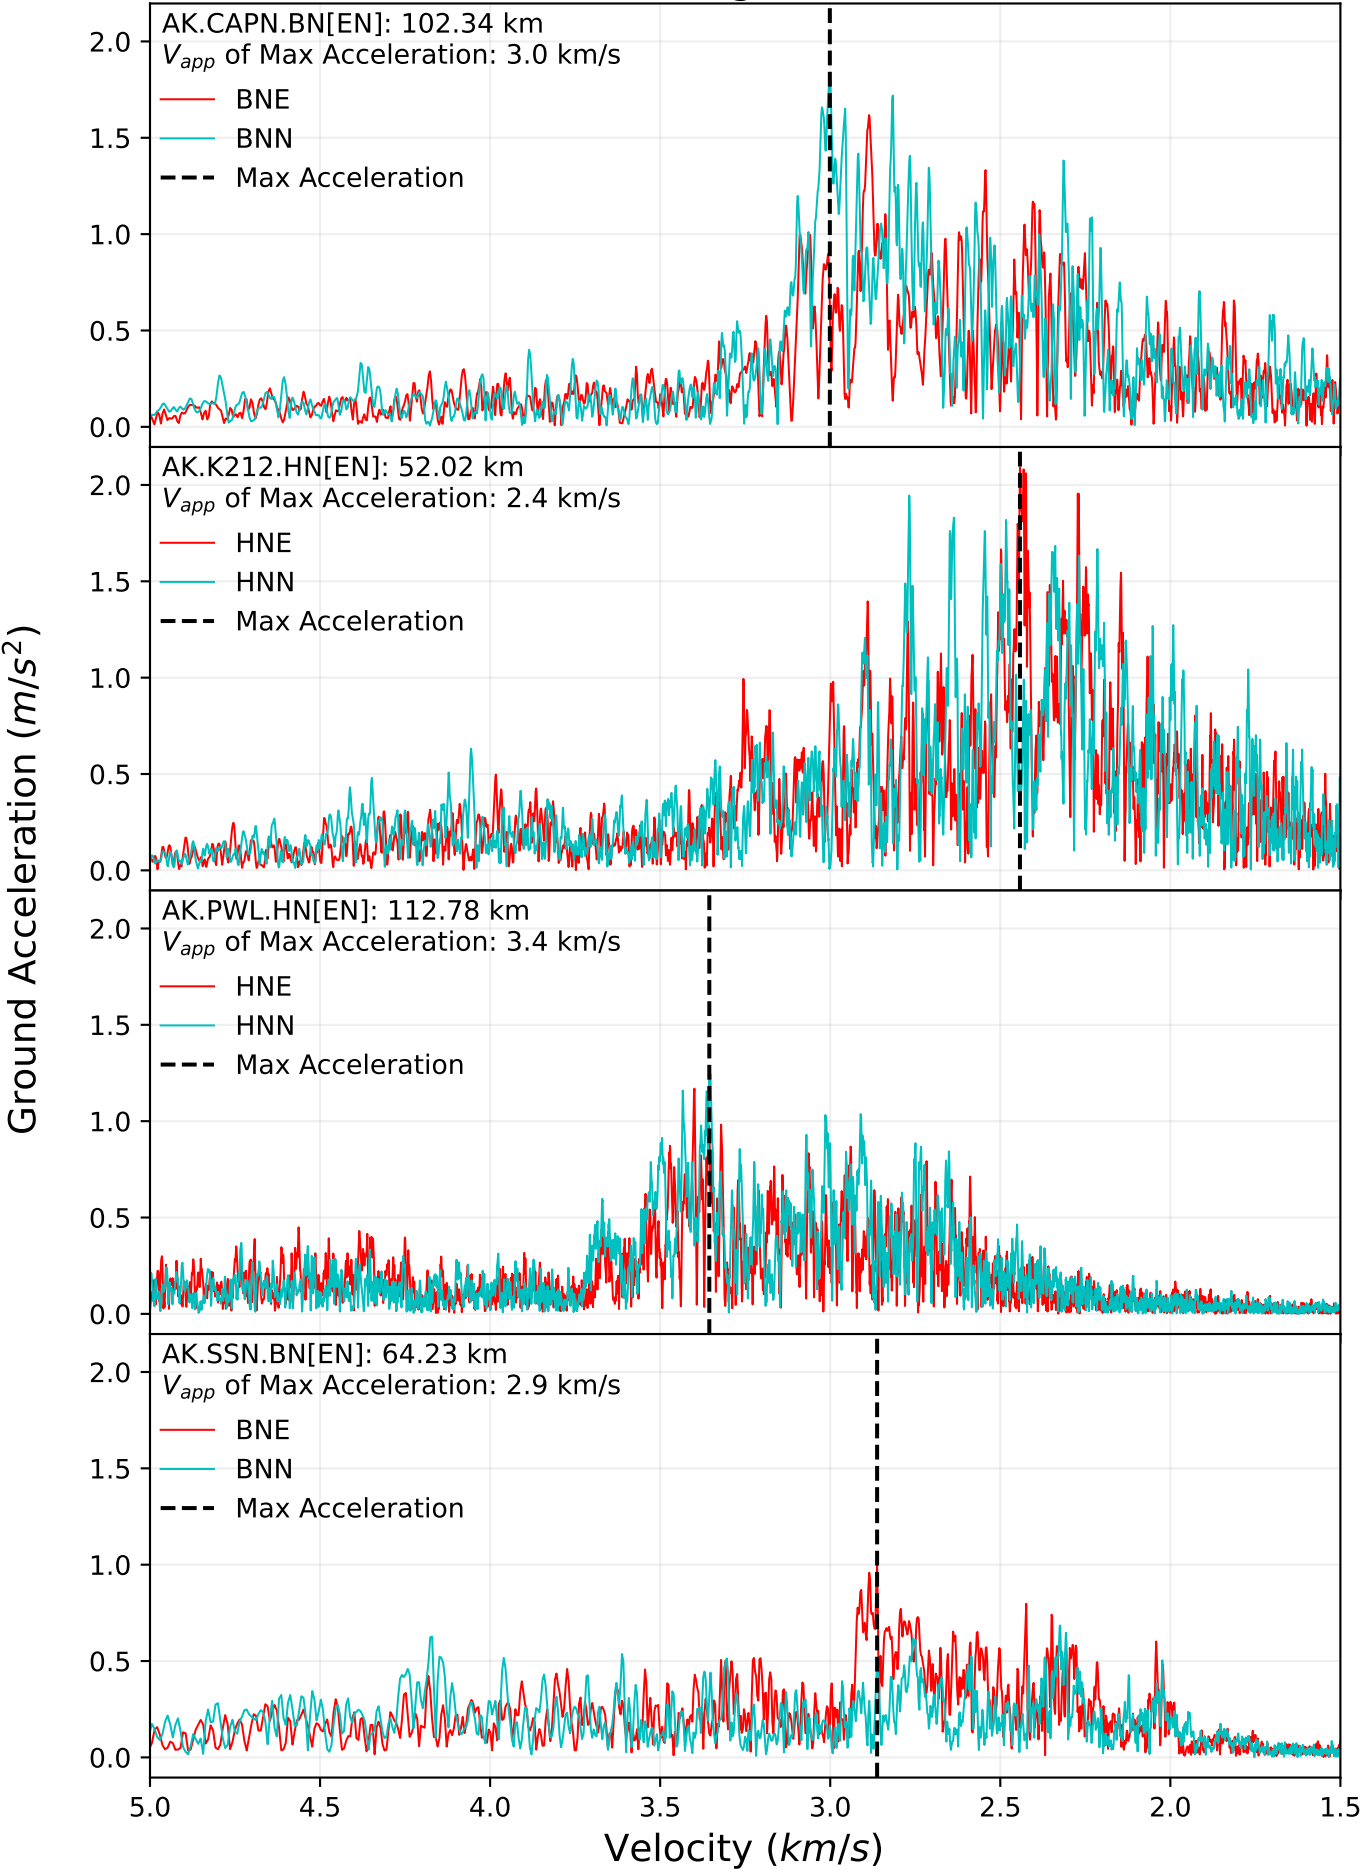 AK.CAPN.BN[EN]: 102.34 km
V_app of Max Acceleration: 3.0 km/s
BNE
BNN
Max Acceleration
2.0
1.5
1.0
0.5
0.0
AK.K212.HN[EN]: 52.02 km
V_app of Max Acceleration: 2.4 km/s
HNE
HNN
Max Acceleration
2.0
1.5
1.0
0.5
0.0
AK.PWL.HN[EN]: 112.78 km
V_app of Max Acceleration: 3.4 km/s
HNE
HNN
Max Acceleration
2.0
1.5
1.0
0.5
0.0
AK.SSN.BN[EN]: 64.23 km
V_app of Max Acceleration: 2.9 km/s
BNE
BNN
Max Acceleration
2.0
1.5
1.0
0.5
0.0
Ground Acceleration (m/s²)
5.0 4.5 4.0 3.5 3.0 2.5 2.0 1.5
Velocity (km/s)